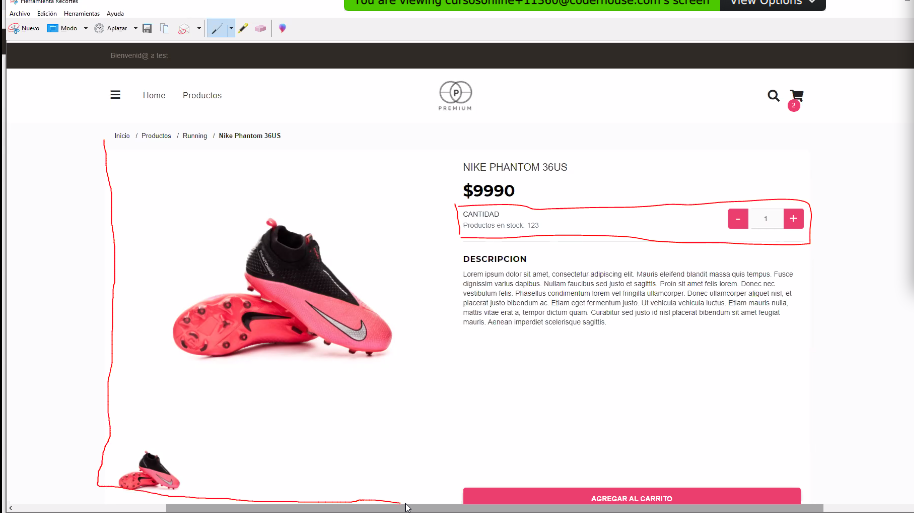 Herramienta Recortes
You are viewing cursosonline+11560@coderhouse.com's screen
View Options
Archivo Edición Herramientas Ayuda
Nuevo Modo Aplazar
Bienvenid@ a tes:
Home Productos
P
PREMIUM
2
Inicio / Productos / Running / Nike Phantom 36US
NIKE PHANTOM 36US
$9990
CANTIDAD
Productos en stock: 123
- 1 +
DESCRIPCION
Lorem ipsum dolor sit amet, consectetur adipiscing elit. Mauris eleifend blandit massa quis tempus. Fusce
dignissim varius dapibus. Nullam faucibus sed justo et sagittis. Proin sit amet felis lorem. Donec nec
vestibulum felis. Phasellus condimentum lorem vel fringilla ullamcorper. Donec ullamcorper aliquet nisl, et
placerat justo bibendum ac. Etiam eget fermentum justo. Ut vehicula vehicula luctus. Etiam malesuada, mi nec
mattis vitae erat a, tempor dictum quam. Curabitur sed justo id nisl placerat bibendum sit amet feugiat
mauris. Aenean imperdiet scelerisque sagittis.
AGREGAR AL CARRITO